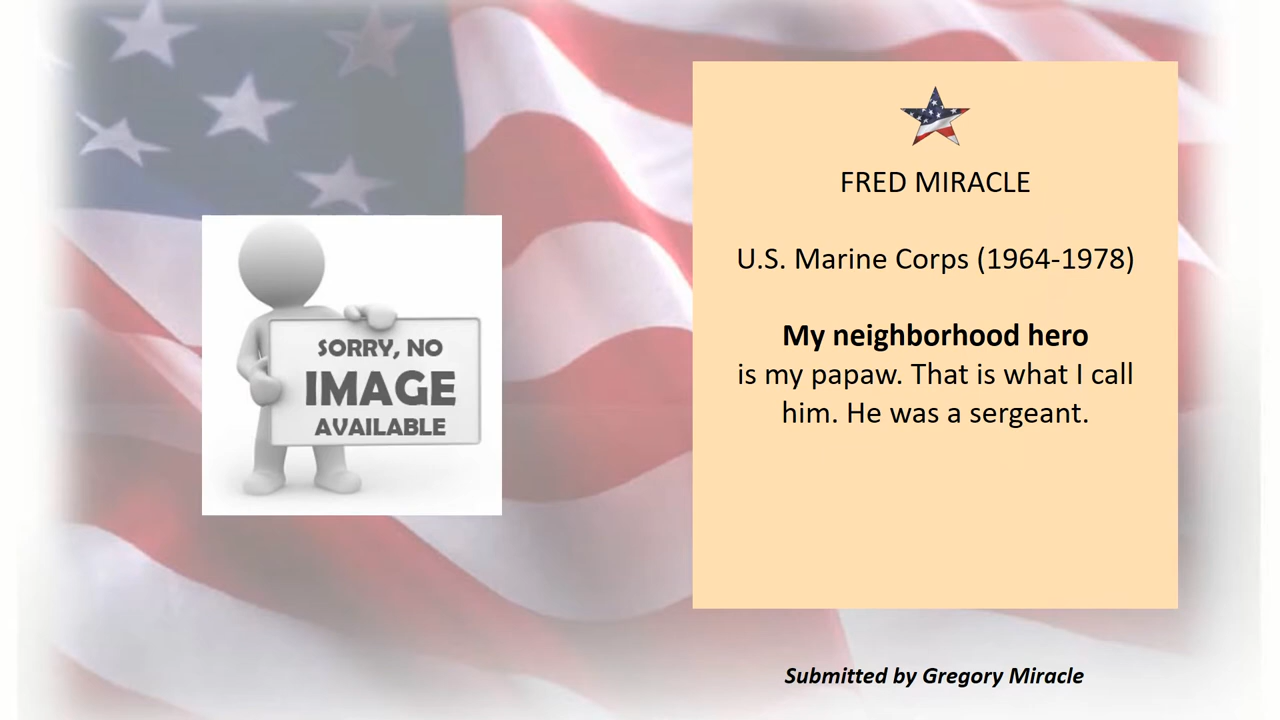 SORRY, NO
IMAGE
AVAILABLE
FRED MIRACLE
U.S. Marine Corps (1964-1978)
My neighborhood hero
is my papaw. That is what I call
him. He was a sergeant.
Submitted by Gregory Miracle